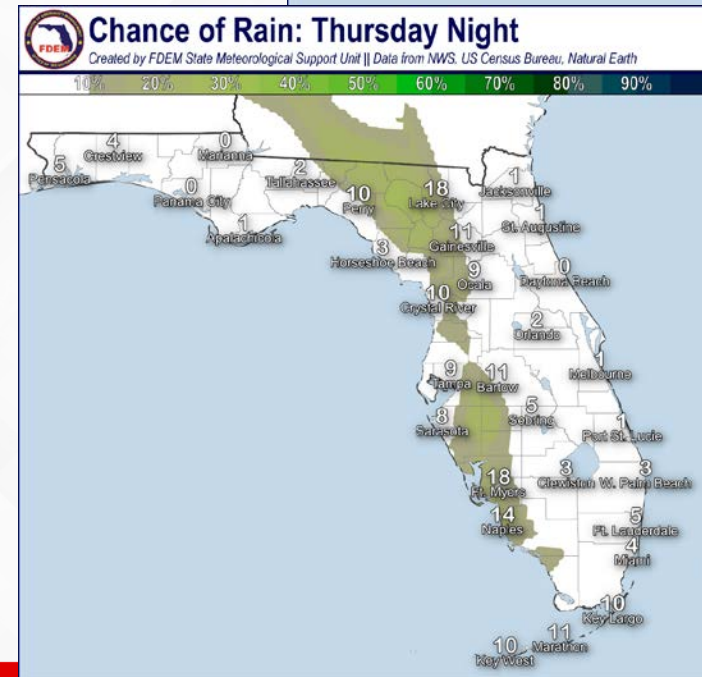 FDEM
Chance of Rain: Thursday Night
Created by FDEM State Meteorological Support Unit || Data from NWS, US Census Bureau, Natural Earth
10% 20% 30% 40% 50% 60% 70% 80% 90%
4
Crestview
0
Marianna
5
Pensacola
2
Tallahassee
0
Panama City
1
Apalachicola
10
Perry
18
Lake City
1
Jacksonville
1
St. Augustine
11
Gainesville
3
Horseshoe Beach
9
Ocala
0
Daytona Beach
10
Crystal River
2
Orlando
9
Tampa
11
Bartow
1
Melbourne
8
Sarasota
5
Sebring
1
Port St. Lucie
18
Ft. Myers
3
Clewiston
3
W. Palm Beach
14
Naples
5
Ft. Lauderdale
4
Miami
10
Key Largo
11
Marathon
10
Key West